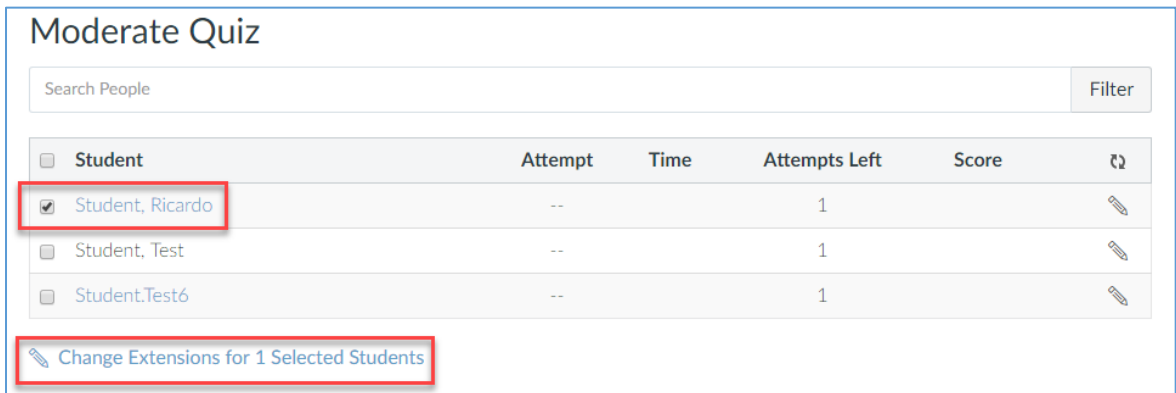 Moderate Quiz
Search People Filter
Student Attempt Time Attempts Left Score
Student, Ricardo -- 1
Student, Test -- 1
Student.Test6 -- 1
Change Extensions for 1 Selected Students